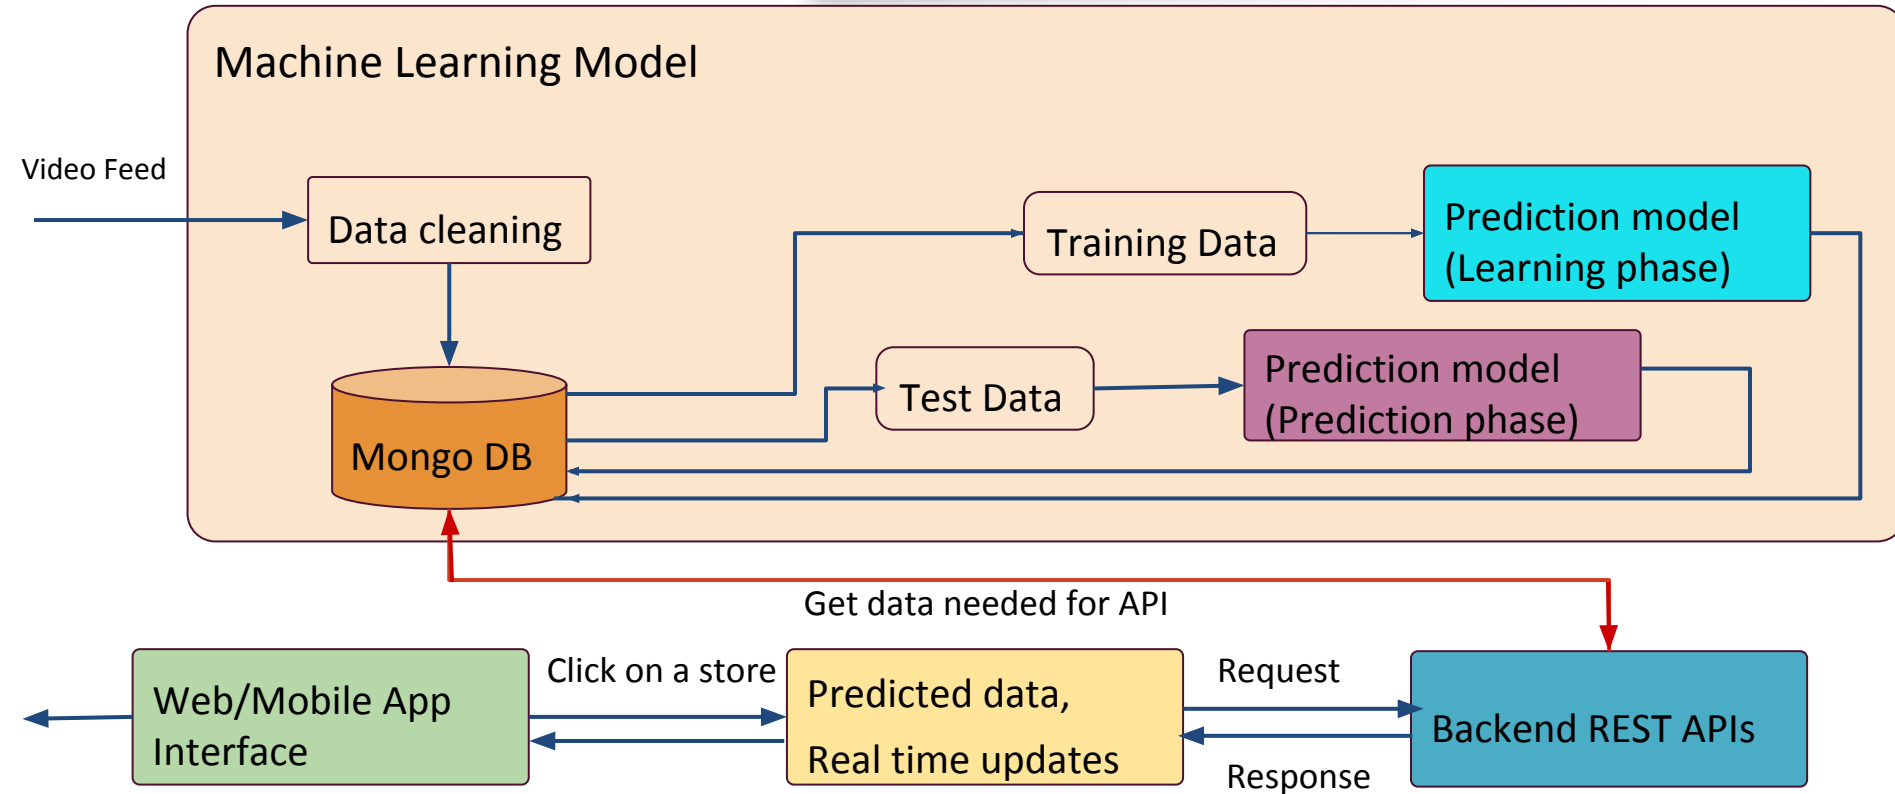 Machine Learning Model
Video Feed
Data cleaning
Training Data
Prediction model
(Learning phase)
Test Data
Prediction model
(Prediction phase)
Mongo DB
Get data needed for API
Web/Mobile App
Interface
Click on a store
Predicted data,
Real time updates
Request
Response
Backend REST APIs